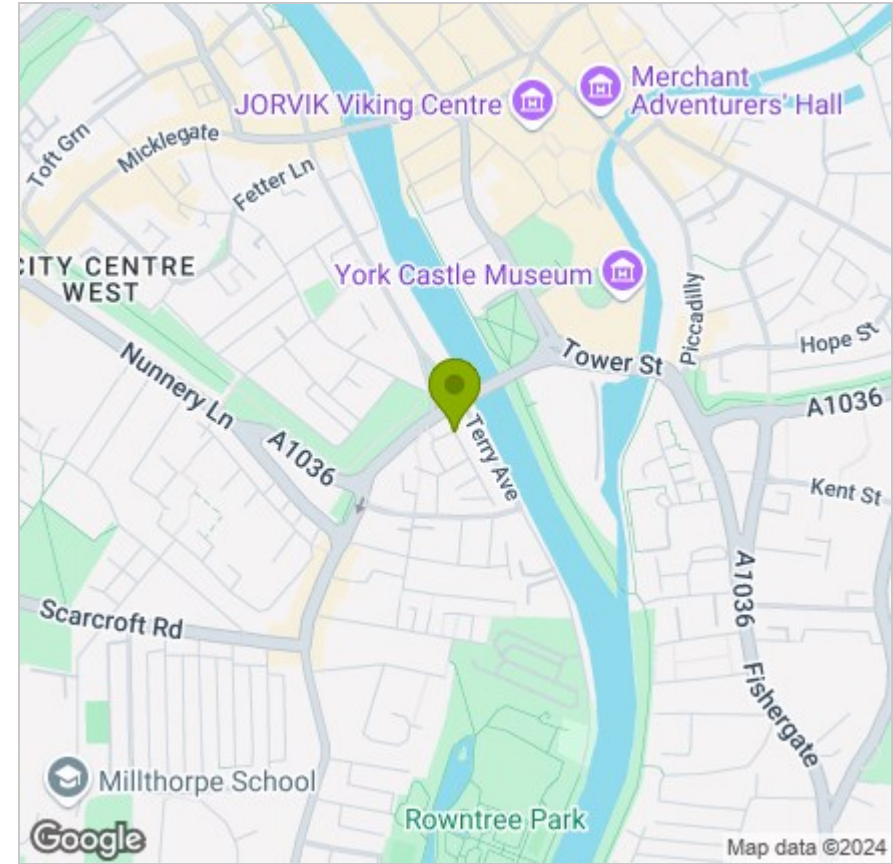 JORVIK Viking Centre
Merchant
Adventurers' Hall
Toft Grn
Micklegate
Fetter Ln
CITY CENTRE
WEST
York Castle Museum
Piccadilly
Hope St
Nunnery Ln
Tower St
A1036
A1036
Terry Ave
Kent St
A1036
Scarcroft Rd
Fishergate
Millthorpe School
Rowntree Park
Google
Map data ©2024